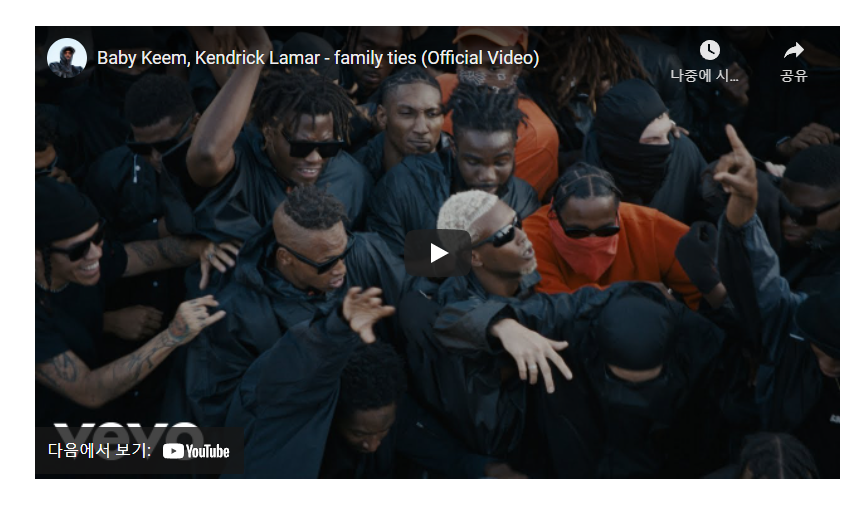 Baby Keem, Kendrick Lamar - family ties (Official Video)
나중에 시...
공유
vevo
다음에서 보기: YouTube